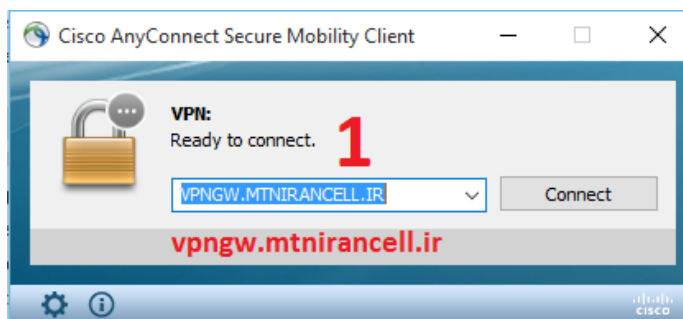 Cisco AnyConnect Secure Mobility Client
VPN:
Ready to connect.
1
VPNGW.MTNIRANCELL.IR
Connect
vpngw.mtnirancell.ir
cisco